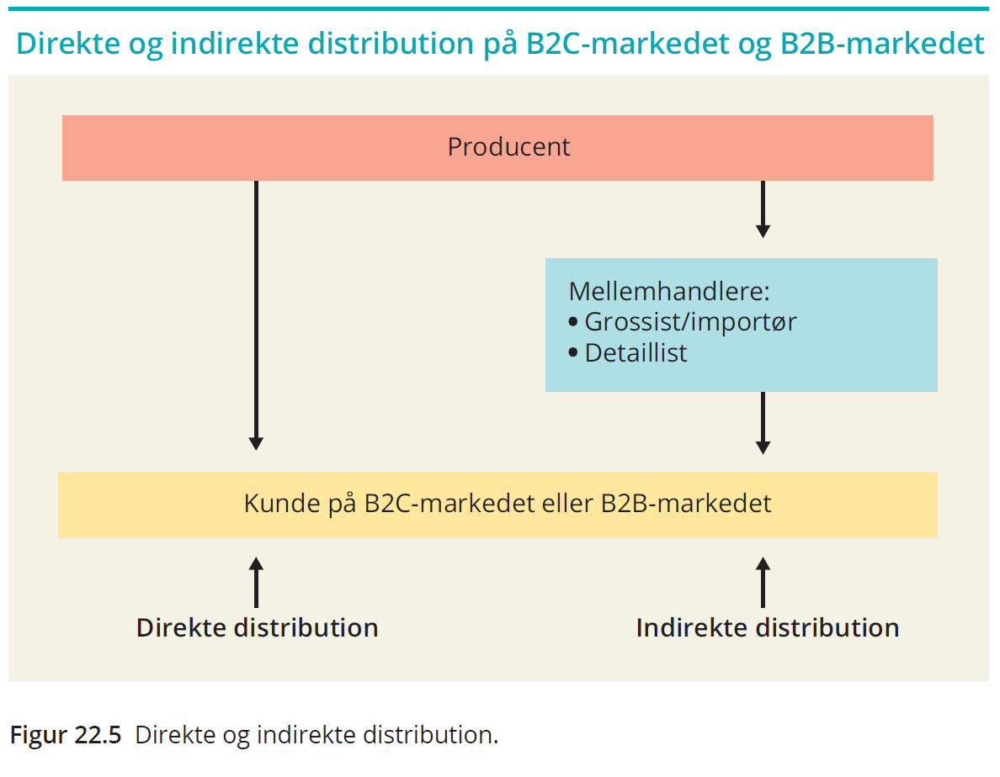 Direkte og indirekte distribution på B2C-markedet og B2B-markedet
Producent
Mellemhandlere:
• Grossist/importør
• Detaillist
Kunde på B2C-markedet eller B2B-markedet
Direkte distribution
Indirekte distribution
Figur 22.5 Direkte og indirekte distribution.